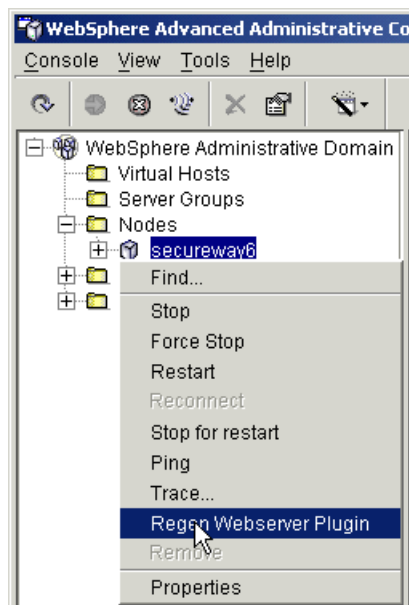 WebSphere Advanced Administrative Co
Console View Tools Help
WebSphere Administrative Domain
Virtual Hosts
Server Groups
Nodes
secureway6
Find...
Stop
Force Stop
Restart
Reconnect
Stop for restart
Ping
Trace...
Regen Webserver Plugin
Remove
Properties